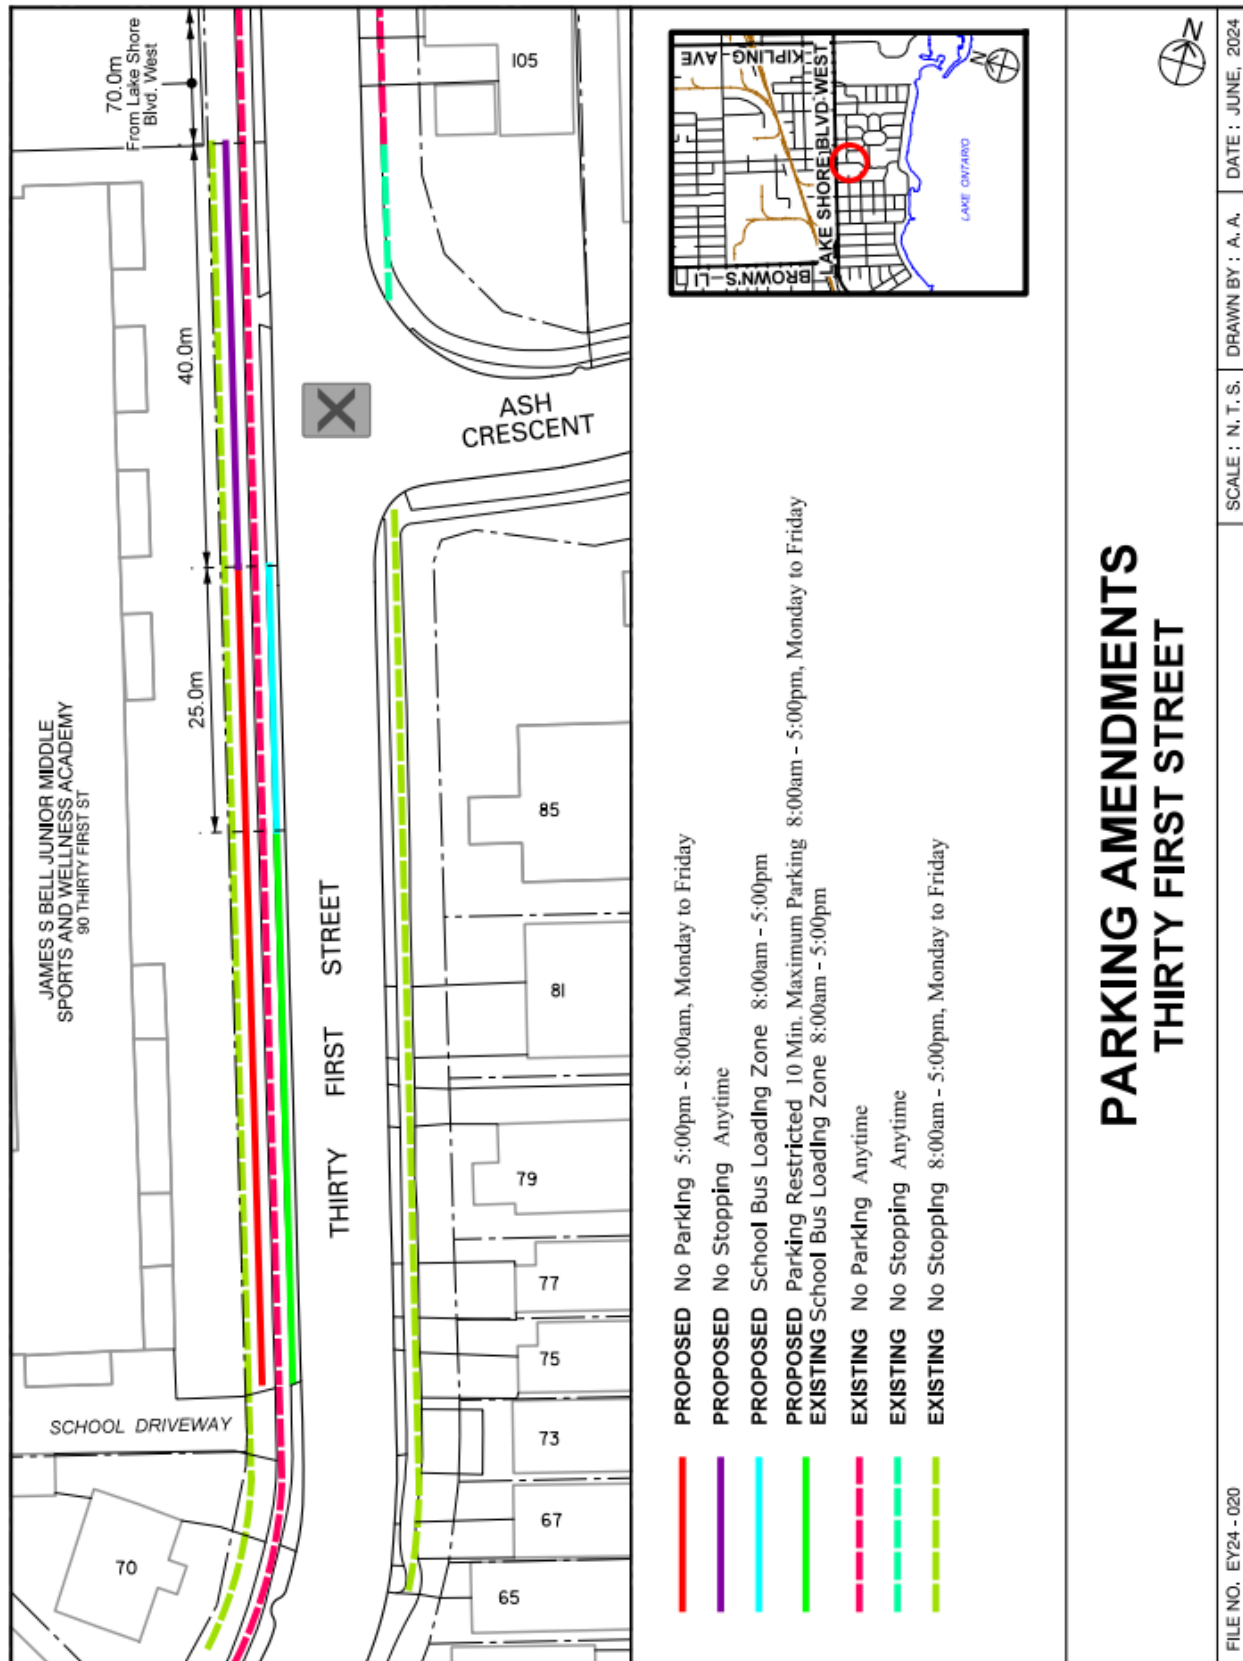 70.0m
From Lake Shore
Blvd. West
40.0m
25.0m
JAMES S BELL JUNIOR MIDDLE
SPORTS AND WELLNESS ACADEMY
90 THIRTY FIRST ST
SCHOOL DRIVEWAY
70
THIRTY FIRST STREET
ASH
CRESCENT
105
85
81
79
77
75
73
67
65
PROPOSED No Parking 5:00pm - 8:00am, Monday to Friday
PROPOSED No Stopping Anytime
PROPOSED School Bus Loading Zone 8:00am - 5:00pm
PROPOSED Parking Restricted 10 Min. Maximum Parking 8:00am - 5:00pm, Monday to Friday
EXISTING School Bus Loading Zone 8:00am - 5:00pm
EXISTING No Parking Anytime
EXISTING No Stopping Anytime
EXISTING No Stopping 8:00am - 5:00pm, Monday to Friday
KIPLING AVE
LAKE SHORE BLVD WEST
BROWN'S LI
LAKE ONTARIO
N
PARKING AMENDMENTS
THIRTY FIRST STREET
N
FILE NO. EY24 - 020
SCALE : N.T.S.
DRAWN BY : A.A.
DATE : JUNE, 2024